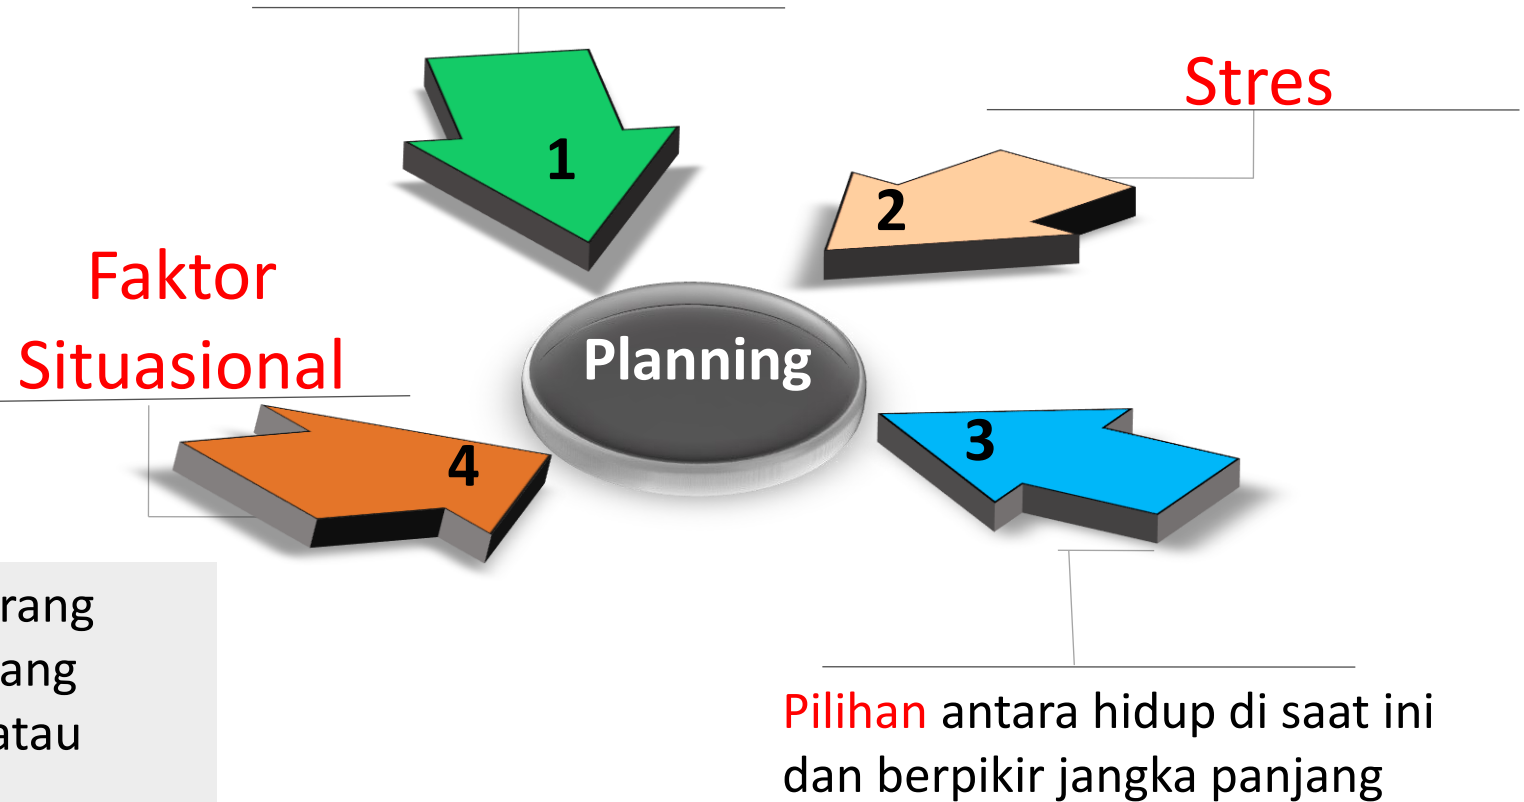 1
Stres
2
Faktor
Situasional
Planning
3
4
rang
ang
atau
Pilihan antara hidup di saat ini
dan berpikir jangka panjang